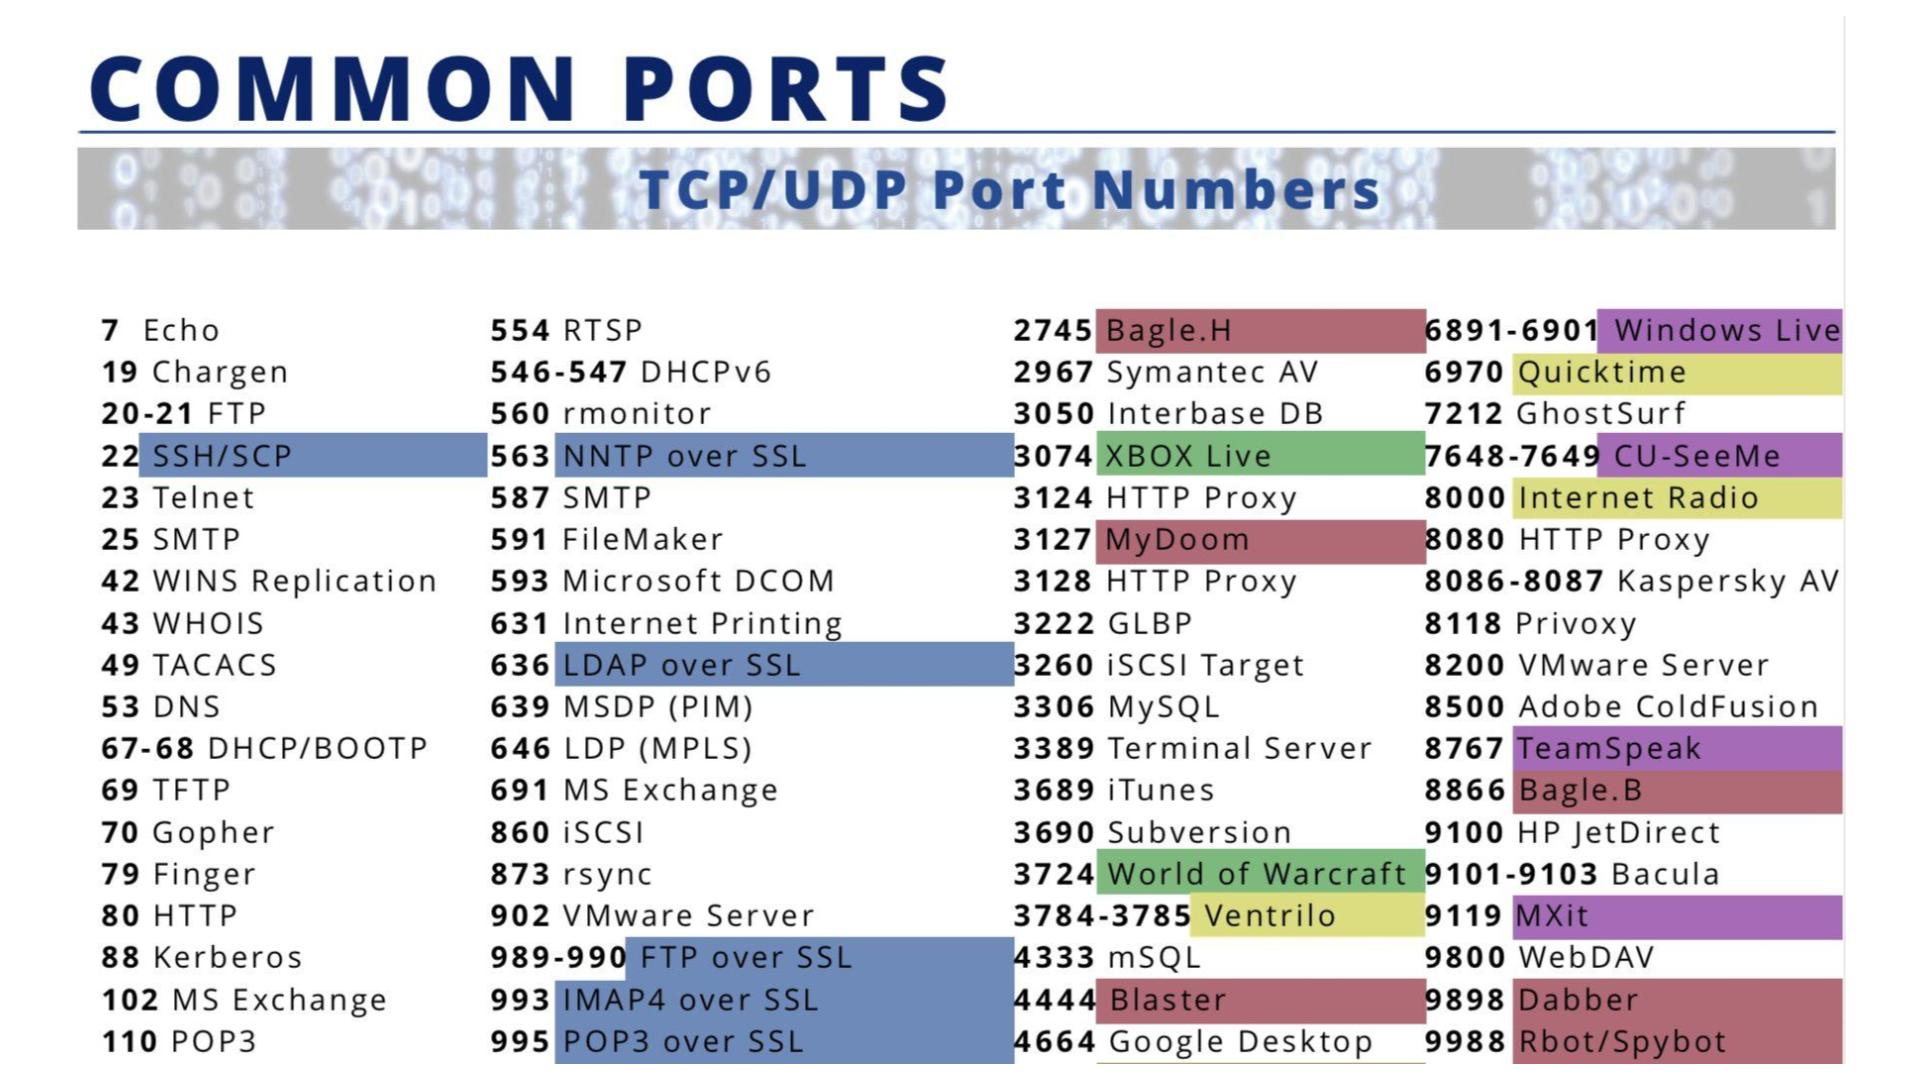 COMMON PORTS
TCP/UDP Port Numbers
7 Echo
19 Chargen
20-21 FTP
22 SSH/SCP
23 Telnet
25 SMTP
42 WINS Replication
43 WHOIS
49 TACACS
53 DNS
67-68 DHCP/BOOTP
69 TFTP
70 Gopher
79 Finger
80 HTTP
88 Kerberos
102 MS Exchange
110 POP3
554 RTSP
546-547 DHCPv6
560 rmonitor
563 NNTP over SSL
587 SMTP
591 FileMaker
593 Microsoft DCOM
631 Internet Printing
636 LDAP over SSL
639 MSDP (PIM)
646 LDP (MPLS)
691 MS Exchange
860 iSCSI
873 rsync
902 VMware Server
989-990 FTP over SSL
993 IMAP4 over SSL
995 POP3 over SSL
2745 Bagle.H
2967 Symantec AV
3050 Interbase DB
3074 XBOX Live
3124 HTTP Proxy
3127 MyDoom
3128 HTTP Proxy
3222 GLBP
3260 iSCSI Target
3306 MySQL
3389 Terminal Server
3689 iTunes
3690 Subversion
3724 World of Warcraft
3784-3785 Ventrilo
4333 mSQL
4444 Blaster
4664 Google Desktop
6891-6901 Windows Live
6970 Quicktime
7212 GhostSurf
7648-7649 CU-SeeMe
8000 Internet Radio
8080 HTTP Proxy
8086-8087 Kaspersky AV
8118 Privoxy
8200 VMware Server
8500 Adobe ColdFusion
8767 TeamSpeak
8866 Bagle.B
9100 HP JetDirect
9101-9103 Bacula
9119 MXit
9800 WebDAV
9898 Dabber
9988 Rbot/Spybot